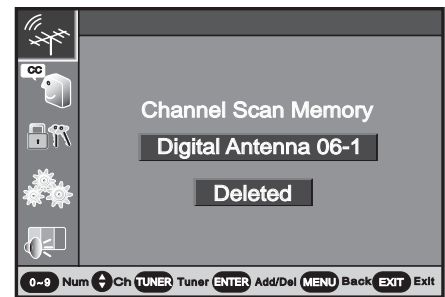 CC
Channel Scan Memory
Digital Antenna 06-1
Deleted
0~9 Num Ch TUNER Tuner ENTER Add/Del MENU Back EXIT Exit